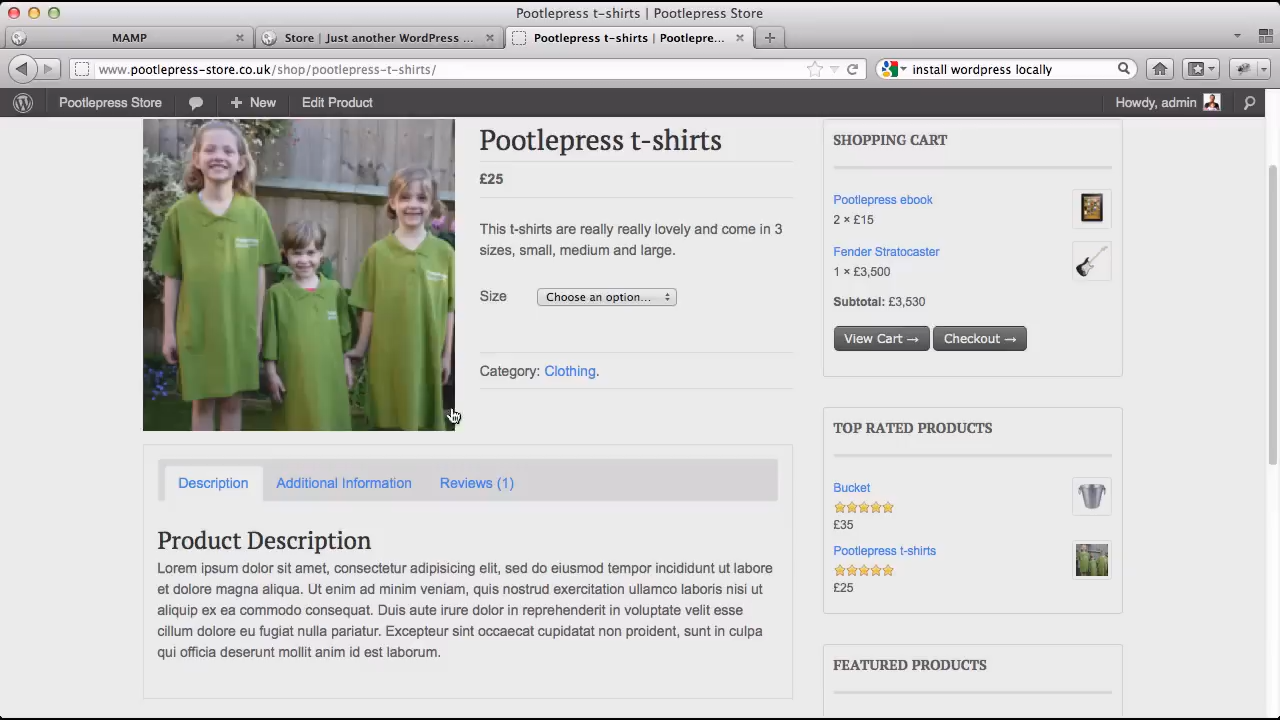 Pootlepress t-shirts | Pootlepress Store
MAMP
Store | Just another WordPress ...
Pootlepress t-shirts | Pootlepre...
www.pootlepress-store.co.uk/shop/pootlepress-t-shirts/
install wordpress locally
Pootlepress Store
New
Edit Product
Howdy, admin
Pootlepress t-shirts
£25
This t-shirts are really really lovely and come in 3
sizes, small, medium and large.
Size
Choose an option...
Category: Clothing.
Description
Additional Information
Reviews (1)
Product Description
Lorem ipsum dolor sit amet, consectetur adipisicing elit, sed do eiusmod tempor incididunt ut labore
et dolore magna aliqua. Ut enim ad minim veniam, quis nostrud exercitation ullamco laboris nisi ut
aliquip ex ea commodo consequat. Duis aute irure dolor in reprehenderit in voluptate velit esse
cillum dolore eu fugiat nulla pariatur. Excepteur sint occaecat cupidatat non proident, sunt in culpa
qui officia deserunt mollit anim id est laborum.
SHOPPING CART
Pootlepress ebook
2 × £15
Fender Stratocaster
1 × £3,500
Subtotal: £3,530
View Cart →
Checkout →
TOP RATED PRODUCTS
Bucket
£35
Pootlepress t-shirts
£25
FEATURED PRODUCTS